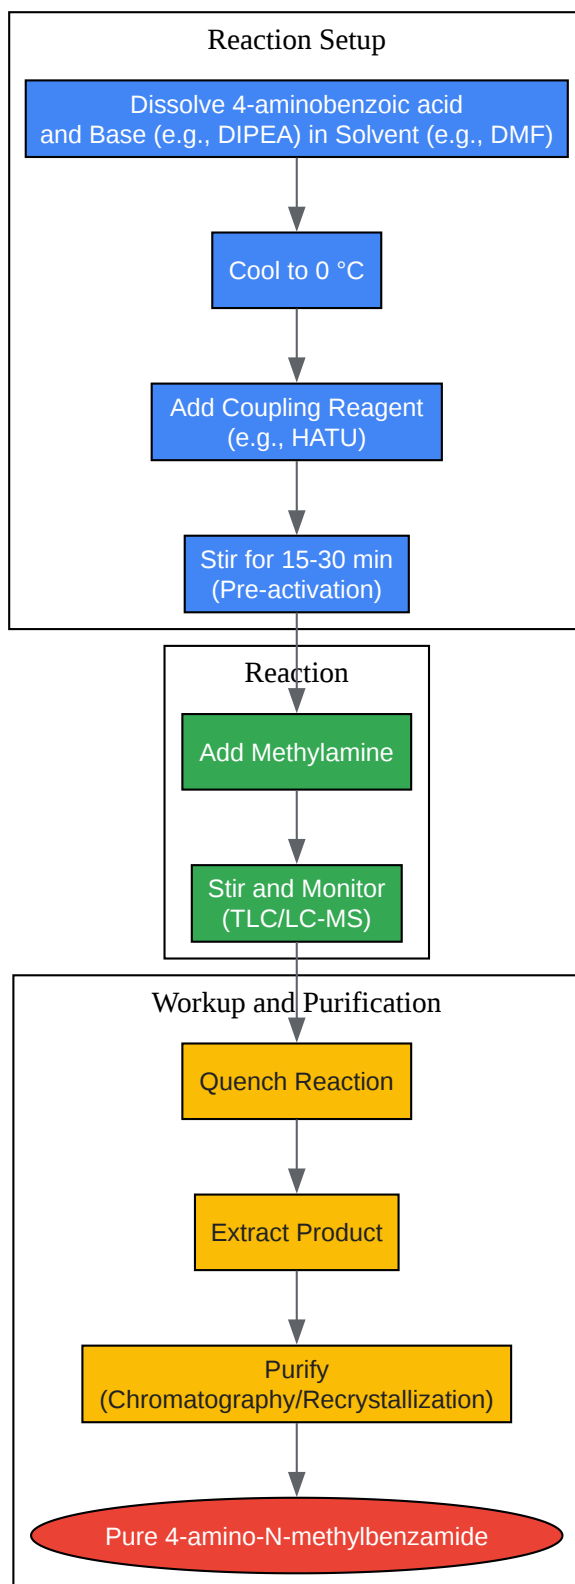 Reaction Setup
Dissolve 4-aminobenzoic acid
and Base (e.g., DIPEA) in Solvent (e.g., DMF)
Cool to 0 °C
Add Coupling Reagent
(e.g., HATU)
Stir for 15-30 min
(Pre-activation)
Reaction
Add Methylamine
Stir and Monitor
(TLC/LC-MS)
Workup and Purification
Quench Reaction
Extract Product
Purify
(Chromatography/Recrystallization)
Pure 4-amino-N-methylbenzamide